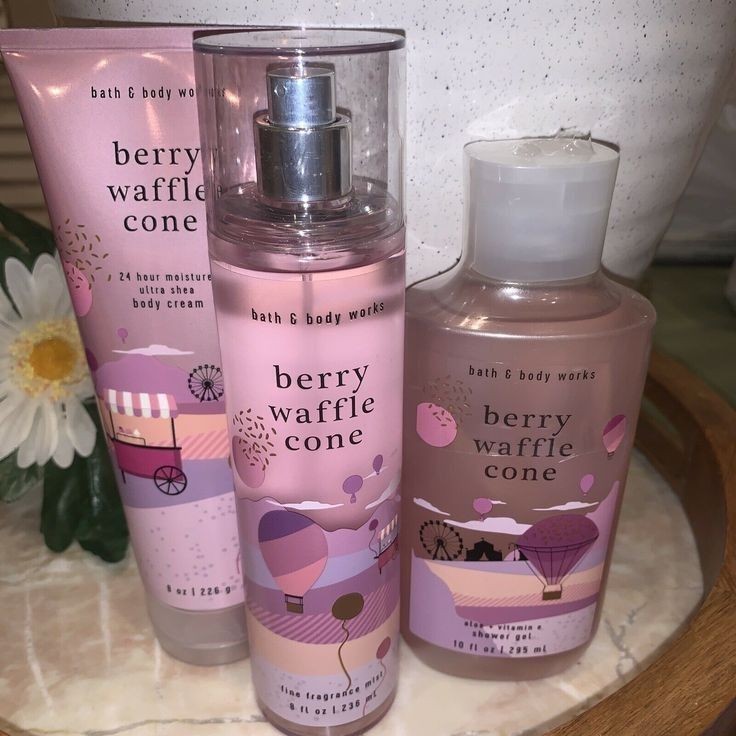 bath & body works
berry
waffle
cone
24 hour moisture
ultra shea
body cream
8 oz | 226 g
bath & body works
berry
waffle
cone
fine fragrance mist
8 fl oz | 236 mL
bath & body works
berry
waffle
cone
aloe + vitamin e
shower gel
10 fl oz | 295 mL